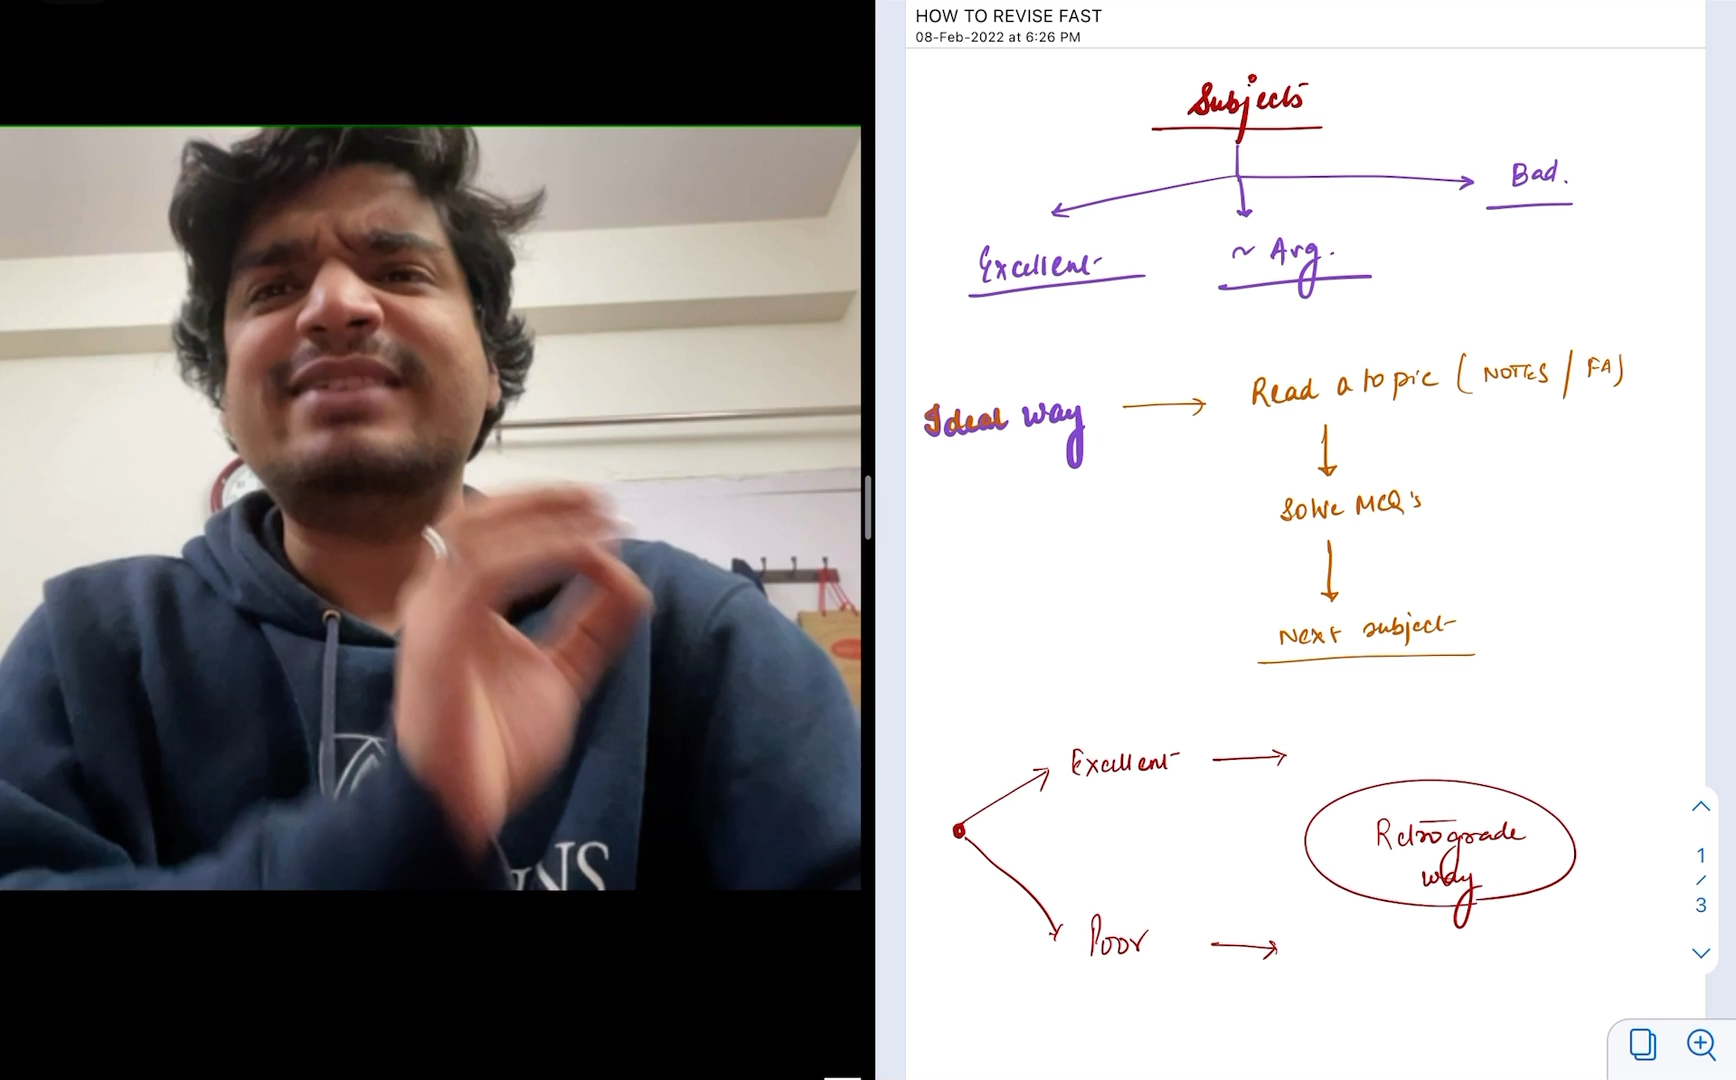 HOW TO REVISE FAST
08-Feb-2022 at 6:26 PM
Subjects
Bad.
Excellent
~ Avg.
Ideal way → Read a topic (NOTES / FA)
Solve MCQ's
Next subject
Excellent →
Retrograde
way
Poor →
1
/
3
NS